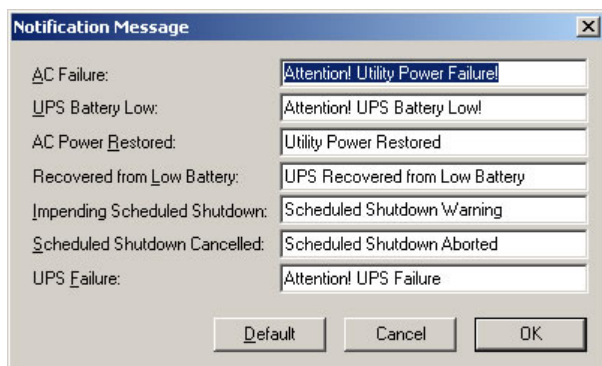 Notification Message
AC Failure: Attention! Utility Power Failure!
UPS Battery Low: Attention! UPS Battery Low!
AC Power Restored: Utility Power Restored
Recovered from Low Battery: UPS Recovered from Low Battery
Impending Scheduled Shutdown: Scheduled Shutdown Warning
Scheduled Shutdown Cancelled: Scheduled Shutdown Aborted
UPS Failure: Attention! UPS Failure
Default Cancel OK